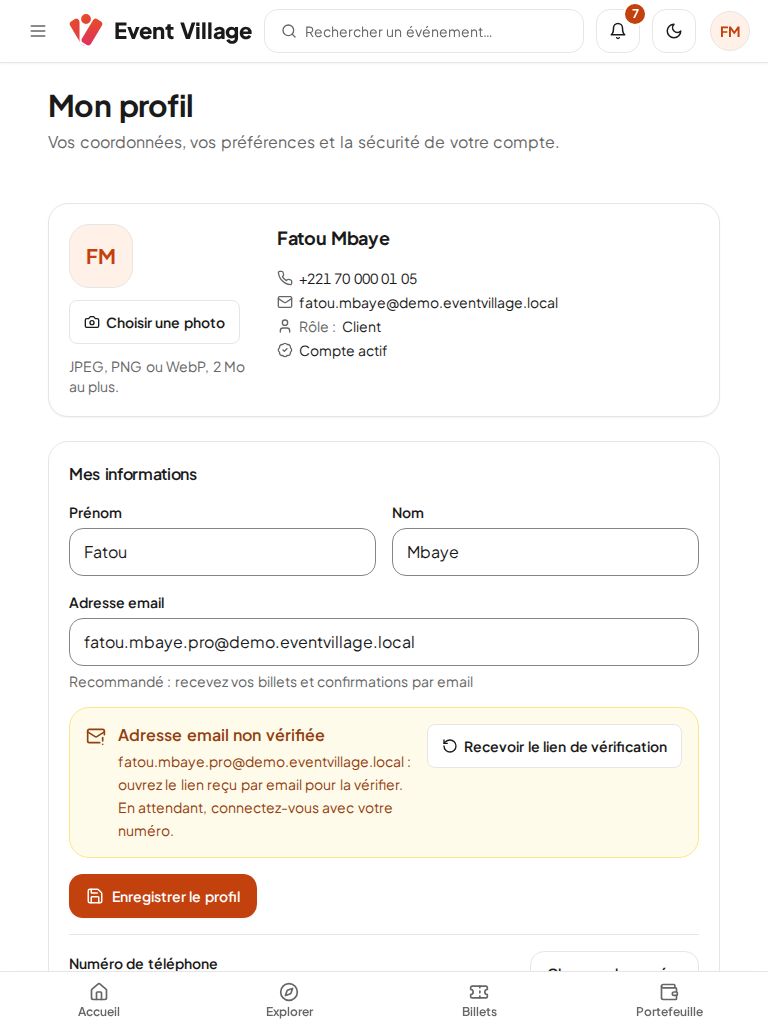 Event Village
Rechercher un événement...
7
FM
Mon profil
Vos coordonnées, vos préférences et la sécurité de votre compte.
FM
Choisir une photo
JPEG, PNG ou WebP, 2 Mo
au plus.
Fatou Mbaye
+221 70 000 01 05
fatou.mbaye@demo.eventvillage.local
Rôle : Client
Compte actif
Mes informations
Prénom
Nom
Fatou
Mbaye
Adresse email
fatou.mbaye.pro@demo.eventvillage.local
Recommandé : recevez vos billets et confirmations par email
Adresse email non vérifiée
fatou.mbaye.pro@demo.eventvillage.local :
ouvrez le lien reçu par email pour la vérifier.
En attendant, connectez-vous avec votre
numéro.
Recevoir le lien de vérification
Enregistrer le profil
Numéro de téléphone
Accueil
Explorer
Billets
Portefeuille